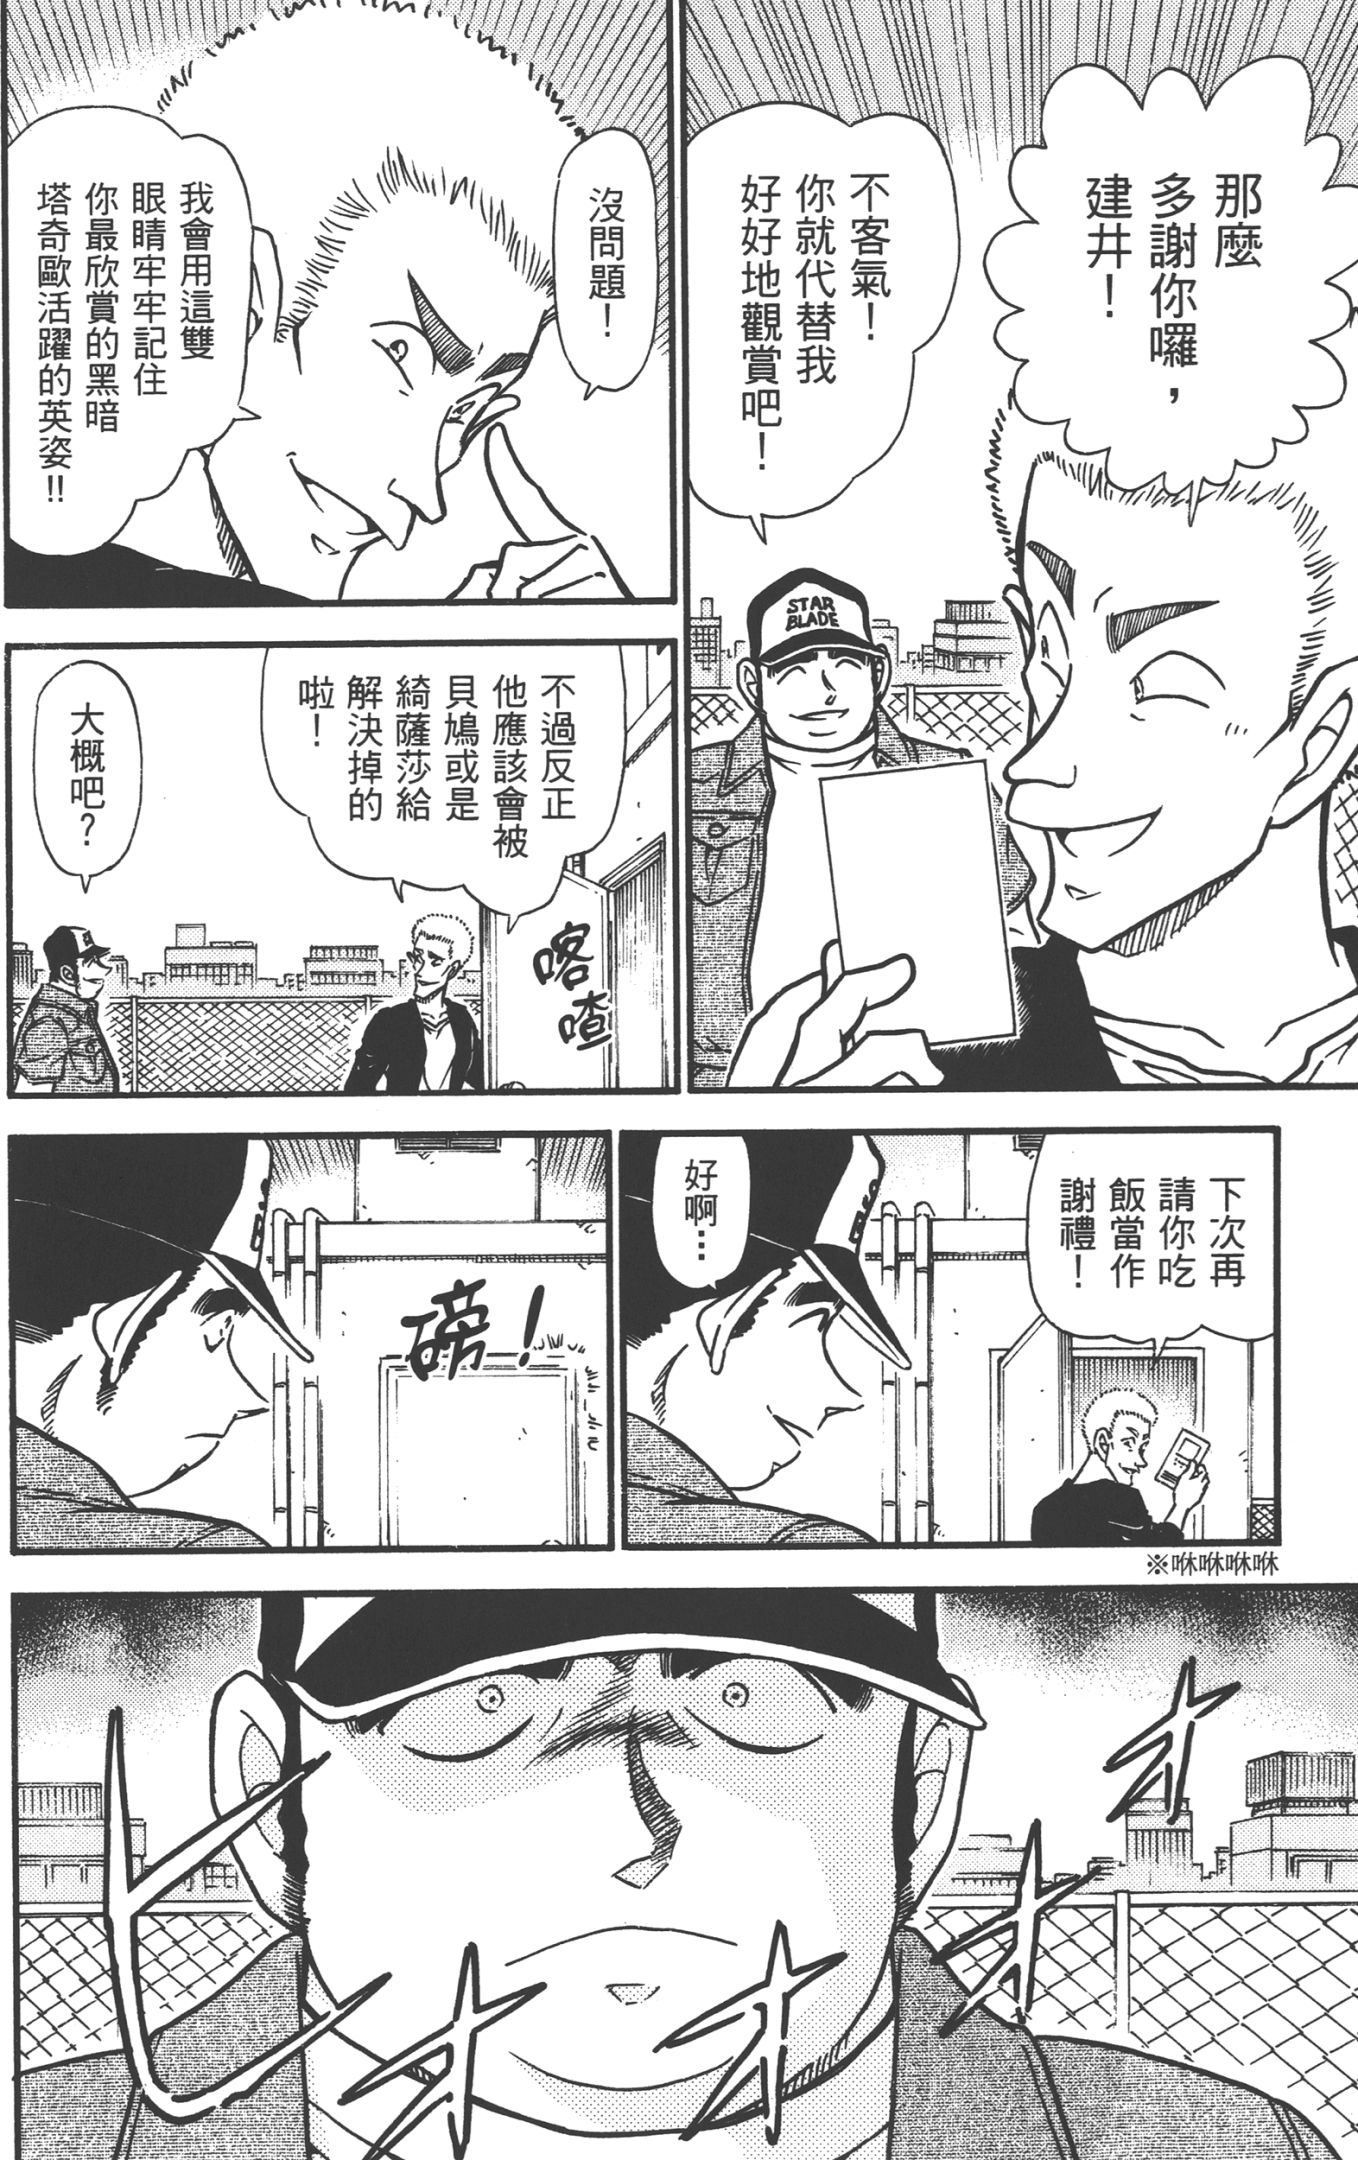 那麼
多謝你囉，
建井！
不客氣！
你就代替我
好好地觀賞吧！
STAR
BLADE
沒問題！
我會用這雙
眼睛牢牢記住
你最欣賞的黑暗
塔奇歐活躍的英姿!!
不過反正
他應該會被
貝鳩或是
綺薩莎給
解決掉的
啦！
喀喳
大概吧？
下次再
請你吃
飯當作
謝禮！
好啊…
磅！
※咻咻咻咻
ヒオオオオ